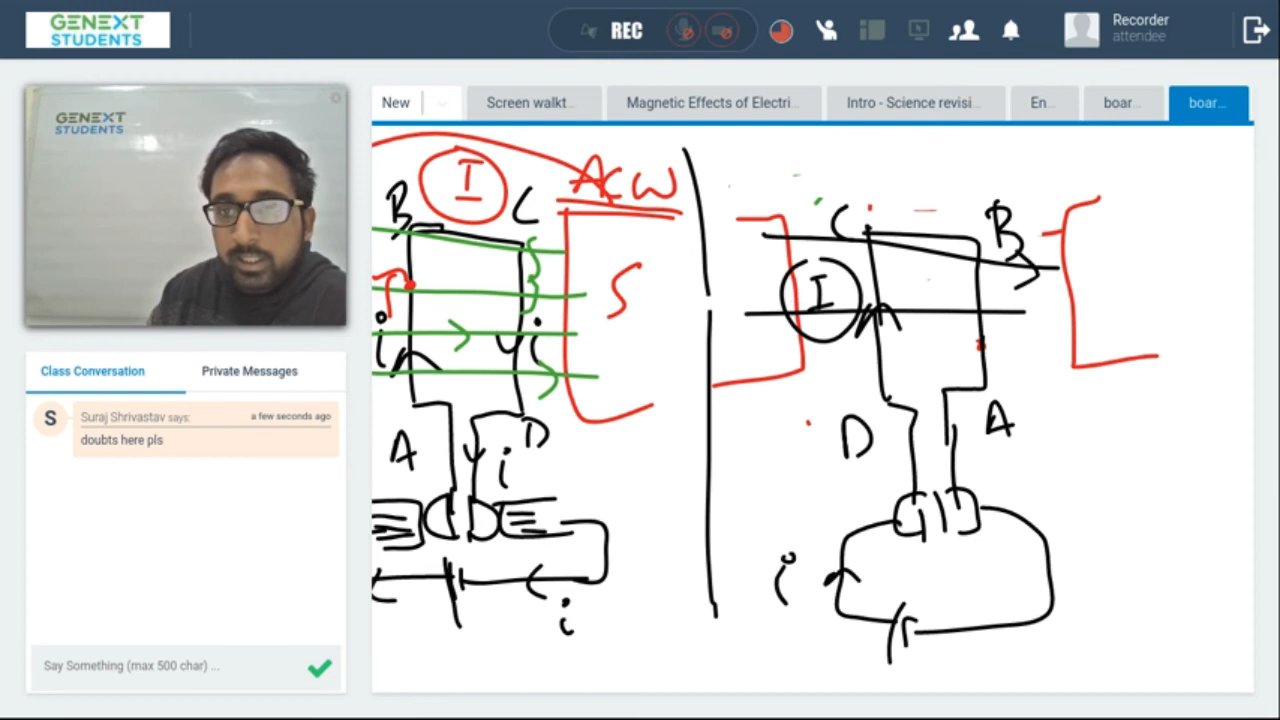 GENEXT
STUDENTS
REC
Recorder
attendee
GENEXT
STUDENTS
Class Conversation
Private Messages
S
Suraj Shrivastav says:
a few seconds ago
doubts here pls
Say Something (max 500 char) ...
New
Screen walkt...
Magnetic Effects of Electri...
Intro - Science revisi...
En...
boar...
boar...
I
ACW
B
C
S
i
i
A
D
i
i
C
B
I
D
A
i